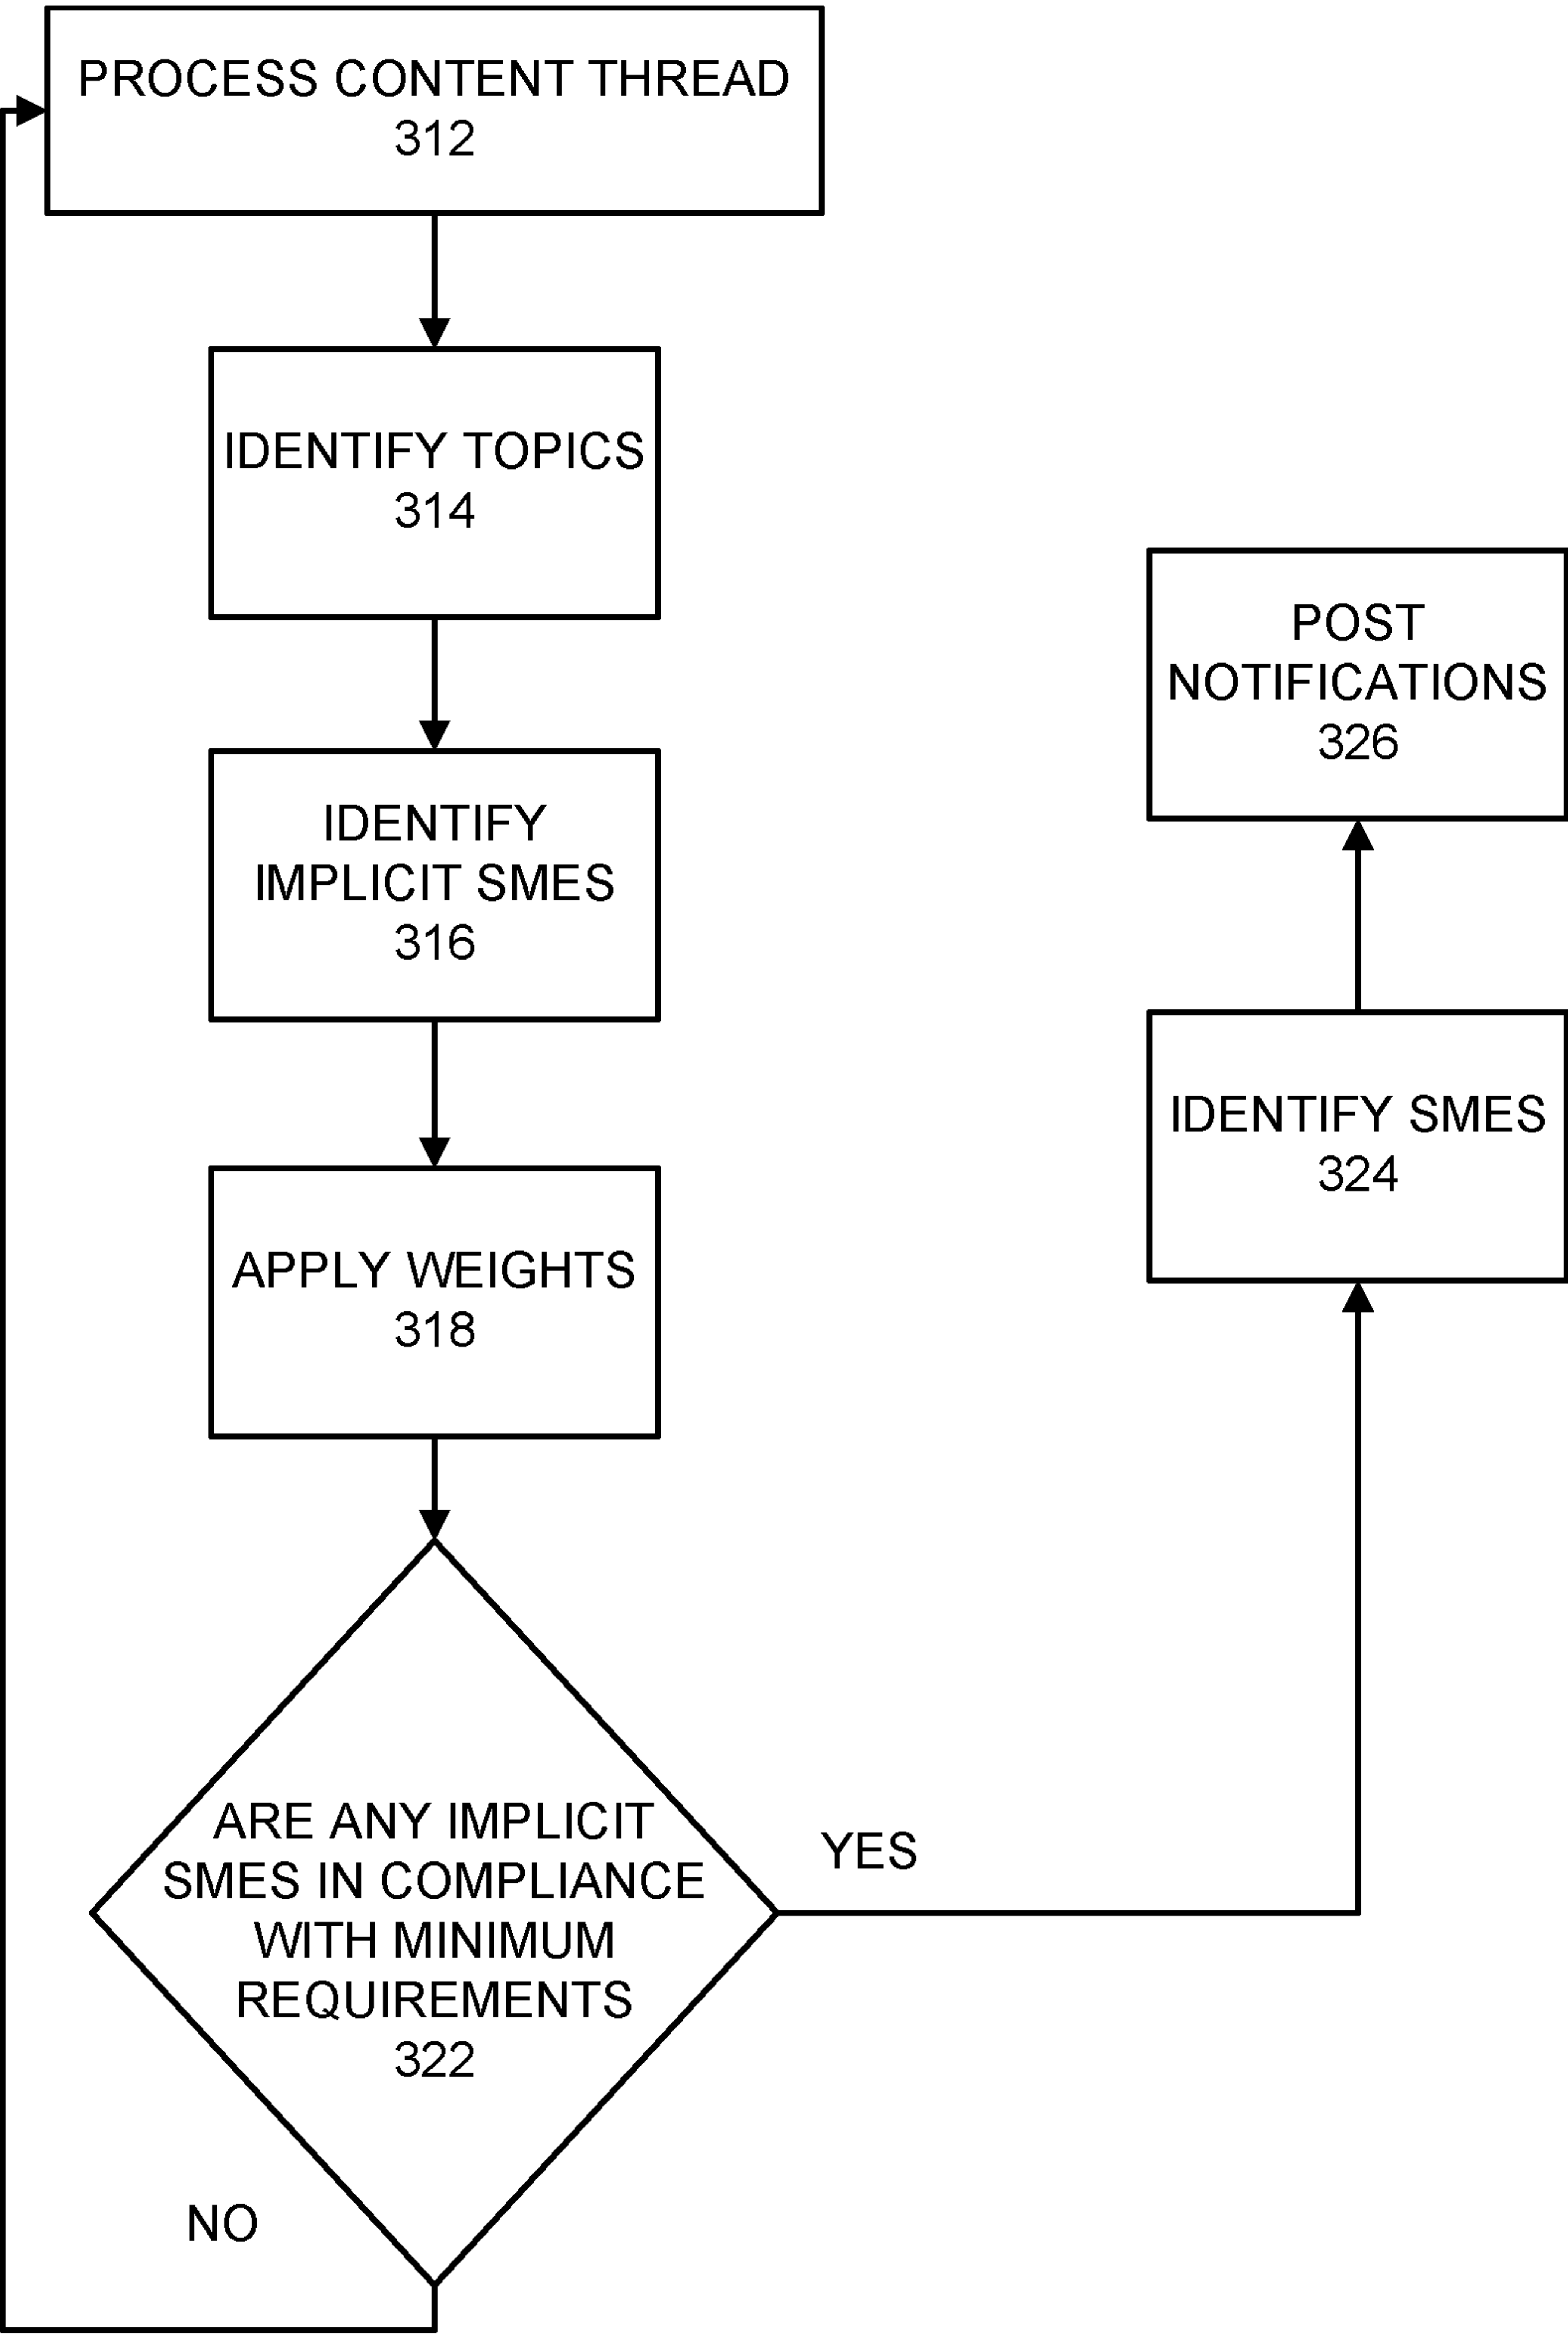 PROCESS CONTENT THREAD
312
IDENTIFY TOPICS
314
IDENTIFY
IMPLICIT SMES
316
APPLY WEIGHTS
318
ARE ANY IMPLICIT
SMES IN COMPLIANCE
WITH MINIMUM
REQUIREMENTS
322
NO
YES
IDENTIFY SMES
324
POST
NOTIFICATIONS
326